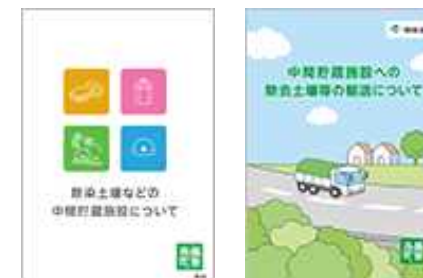 除染土壌などの
中間貯蔵施設について
中間貯蔵施設への
除去土壌等の輸送について